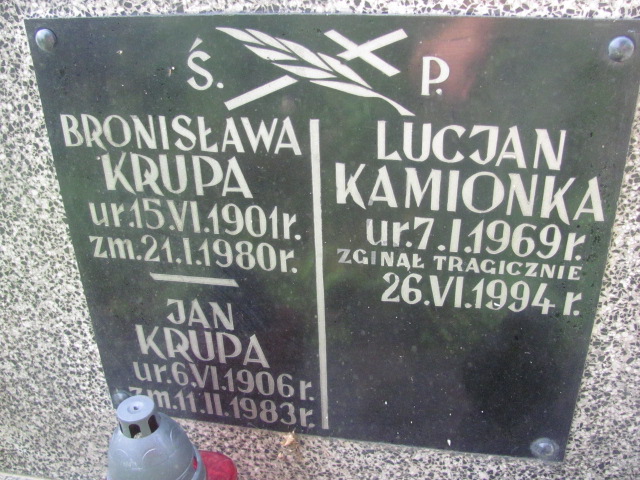 Ś. P.
BRONISŁAWA
KRUPA
ur.15.VI.1901r.
zm.21.I.1980r.
JAN
KRUPA
ur.6.VI.1906r.
zm.11.II.1983r.
LUCJAN
KAMIONKA
ur.7.I.1969r.
ZGINĄŁ TRAGICZNIE
26.VI.1994r.